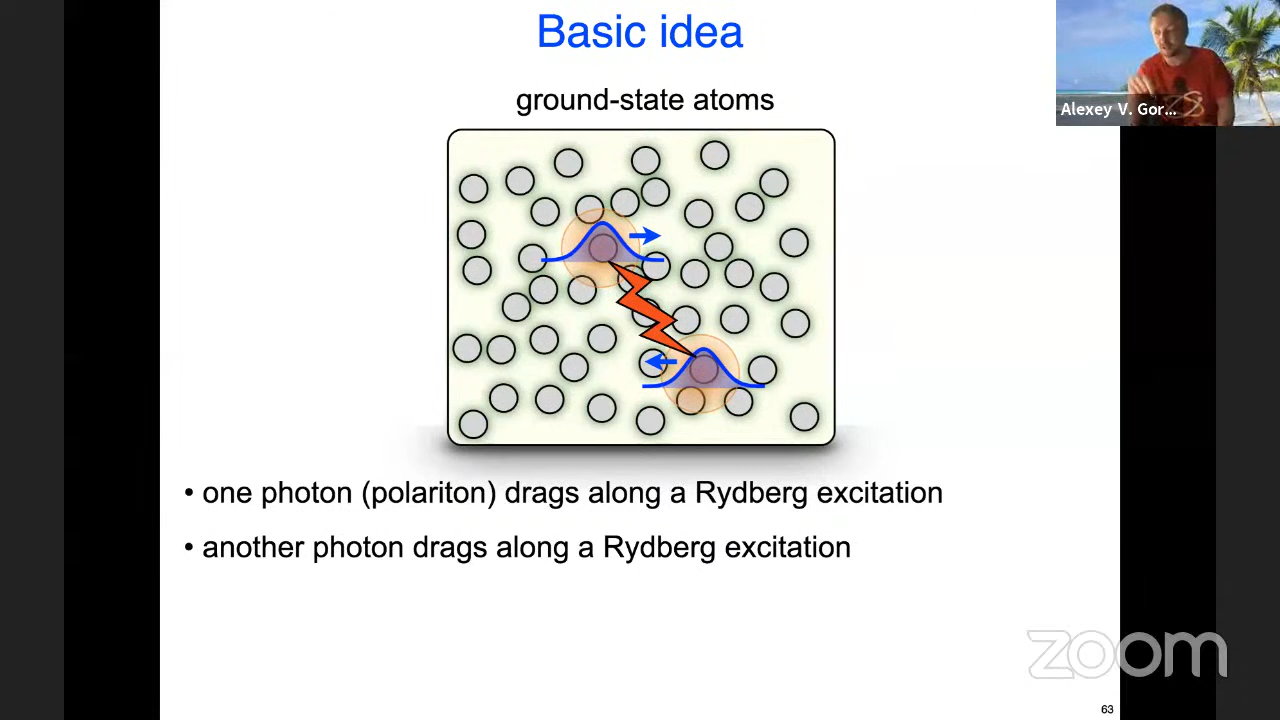 Basic idea
ground-state atoms
Alexey V. Gor...
• one photon (polariton) drags along a Rydberg excitation
• another photon drags along a Rydberg excitation
zoom
63